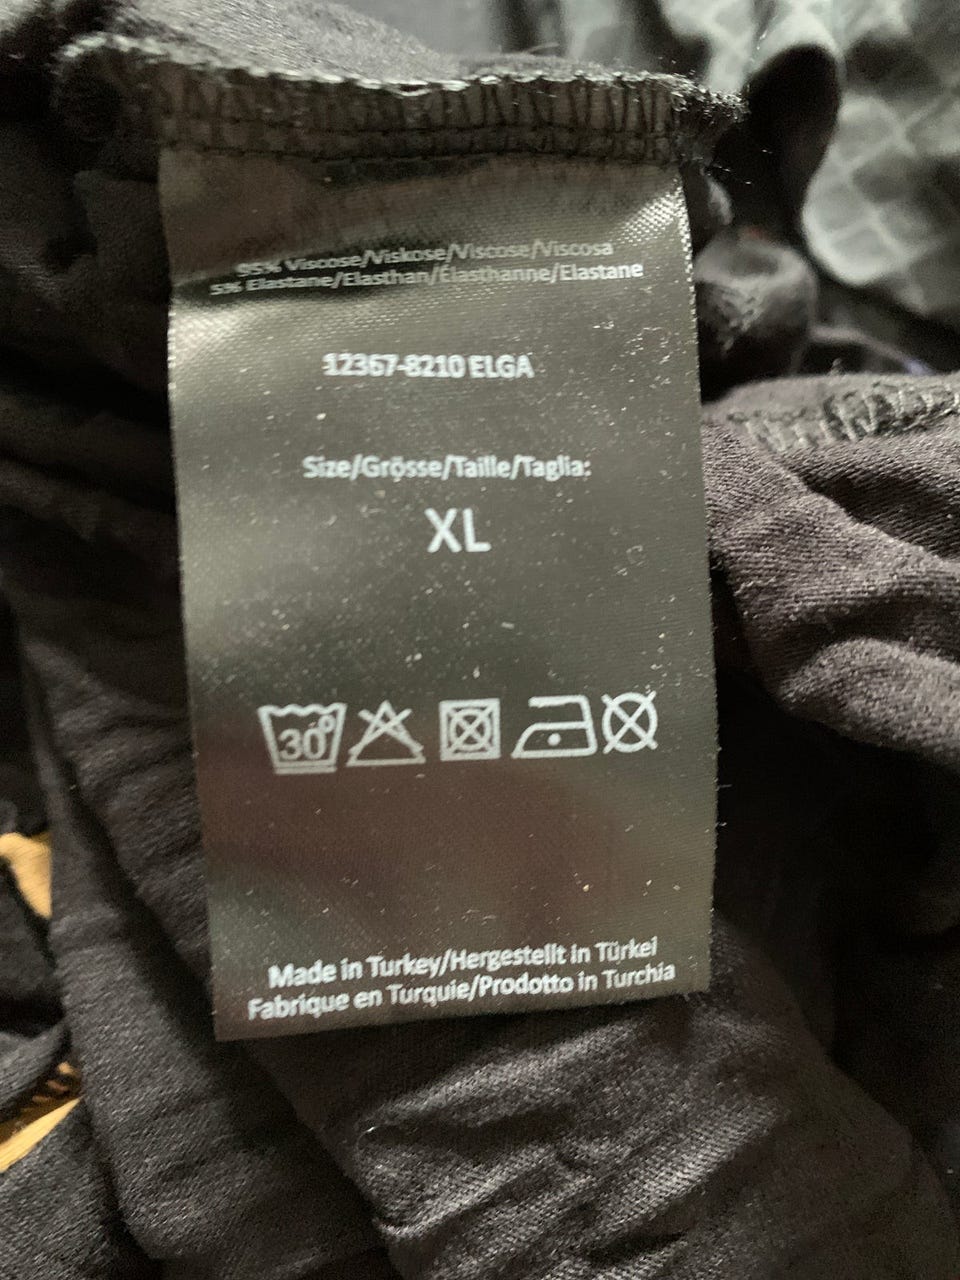 95% Viscose/Viskose/Viscose/Viscosa
5% Elastane/Elasthan/Élasthanne/Elastane
12367-8210 ELGA
Size/Grösse/Taille/Taglia:
XL
30°
Made in Turkey/Hergestellt in Türkei
Fabrique en Turquie/Prodotto in Turchia